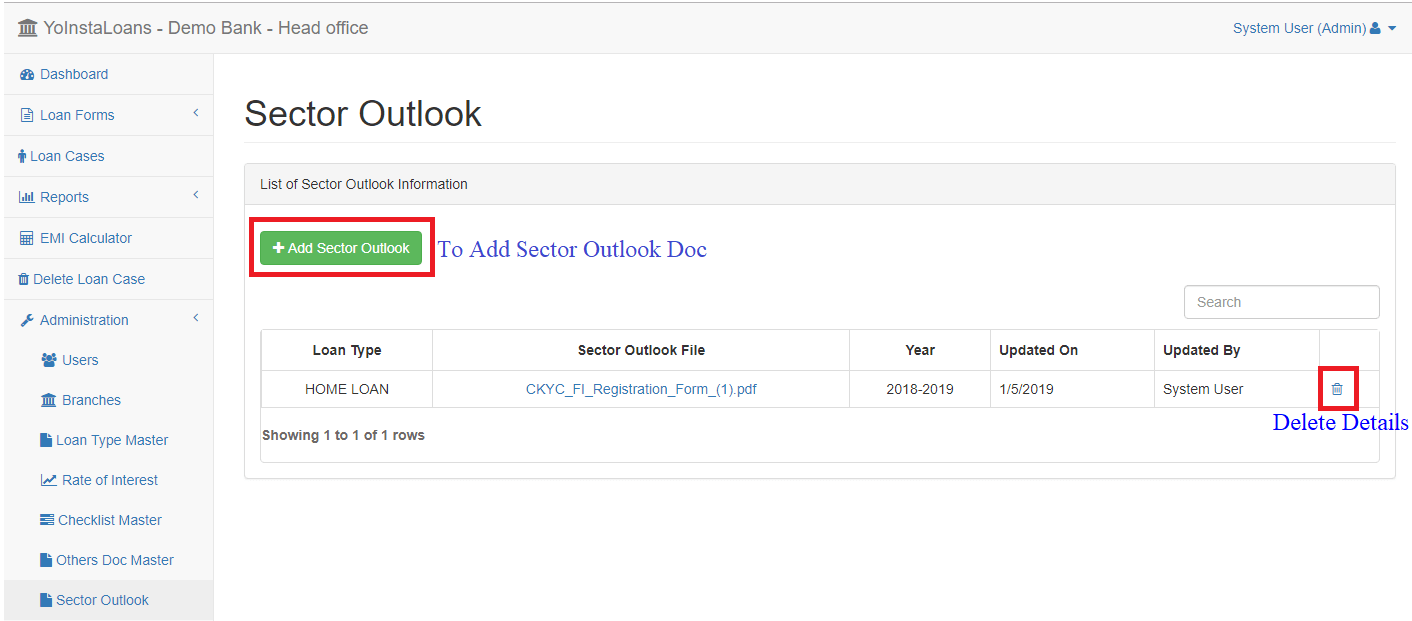 YoInstaLoans - Demo Bank - Head office
System User (Admin)
Dashboard
Loan Forms
Loan Cases
Reports
EMI Calculator
Delete Loan Case
Administration
Users
Branches
Loan Type Master
Rate of Interest
Checklist Master
Others Doc Master
Sector Outlook
Sector Outlook
List of Sector Outlook Information
Add Sector Outlook To Add Sector Outlook Doc
Search
Loan Type Sector Outlook File Year Updated On Updated By
HOME LOAN CKYC_FI_Registration_Form_(1).pdf 2018-2019 1/5/2019 System User
Delete Details
Showing 1 to 1 of 1 rows